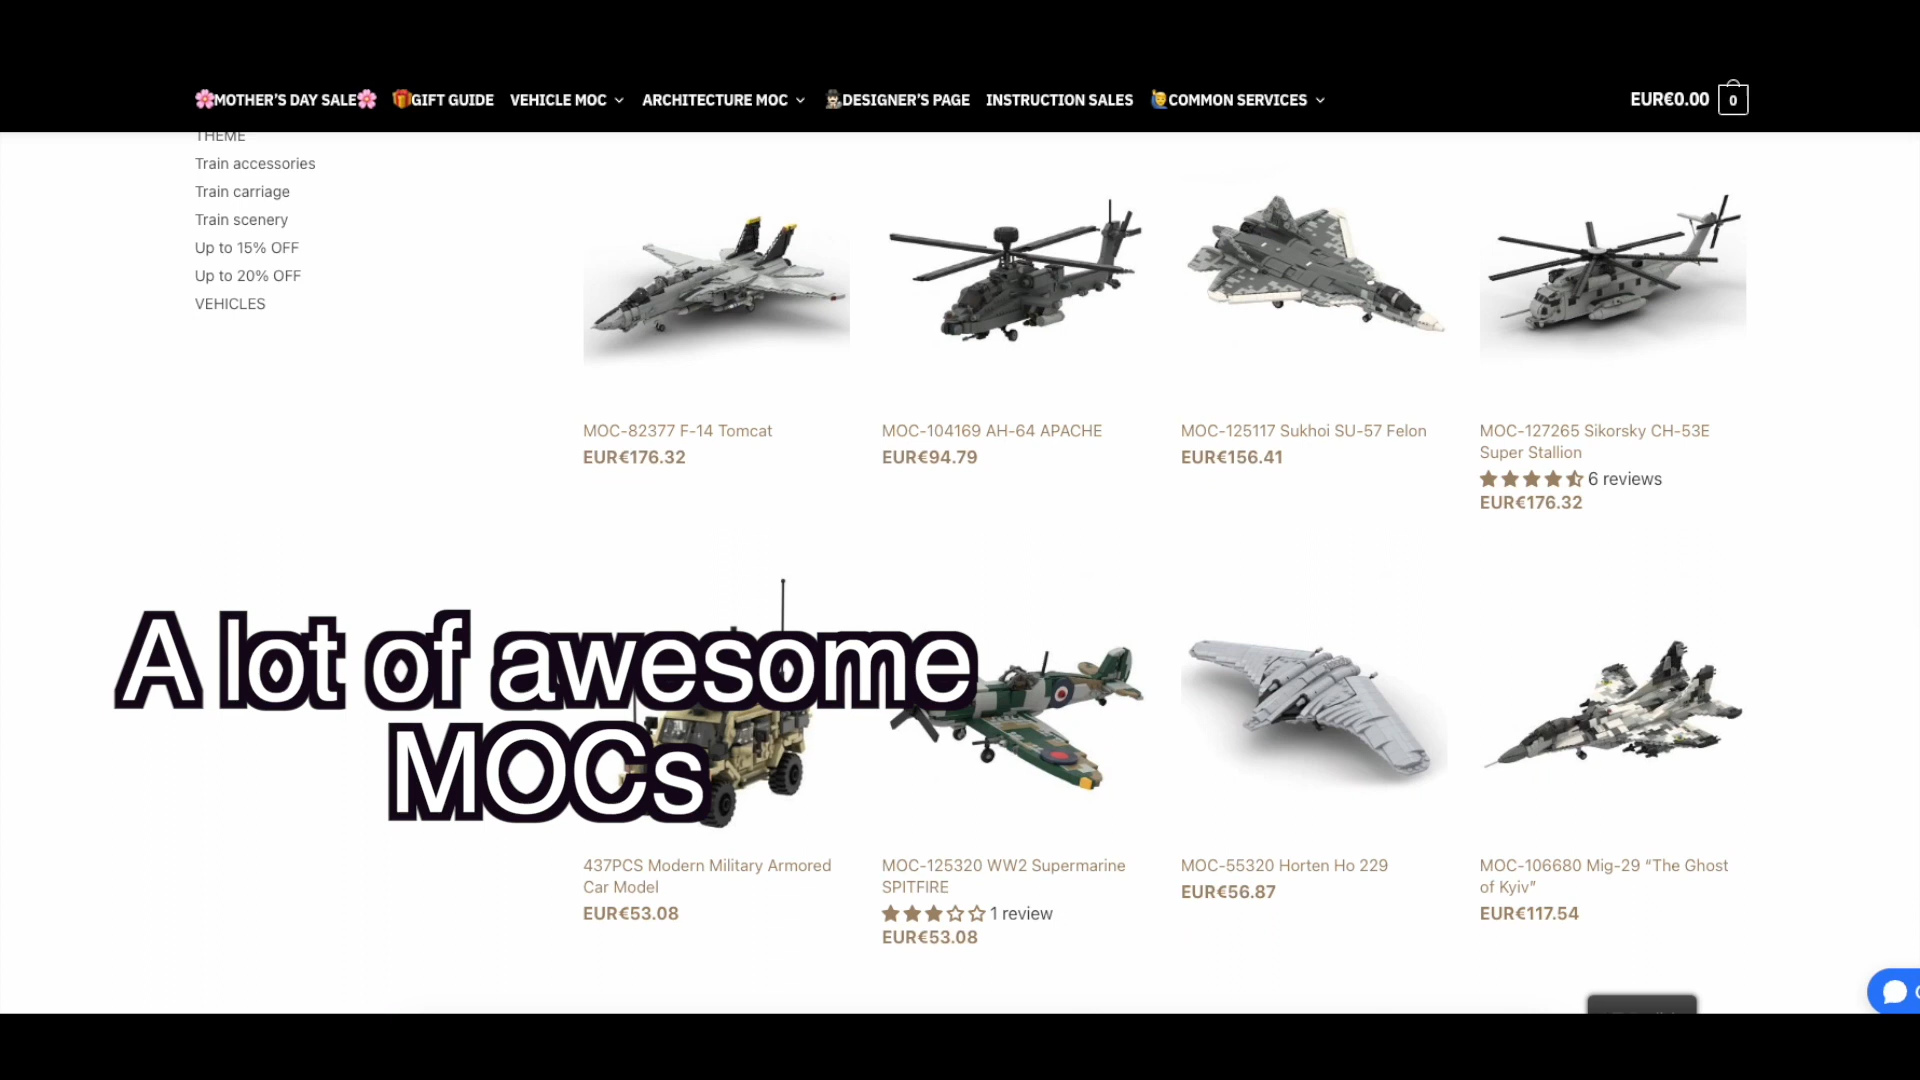 🌸MOTHER'S DAY SALE🌸 🎁GIFT GUIDE VEHICLE MOC ARCHITECTURE MOC 🕵DESIGNER'S PAGE INSTRUCTION SALES 🙋COMMON SERVICES EUR€0.00 0
THEME
Train accessories
Train carriage
Train scenery
Up to 15% OFF
Up to 20% OFF
VEHICLES
MOC-82377 F-14 Tomcat
EUR€176.32
MOC-104169 AH-64 APACHE
EUR€94.79
MOC-125117 Sukhoi SU-57 Felon
EUR€156.41
MOC-127265 Sikorsky CH-53E
Super Stallion
6 reviews
EUR€176.32
A lot of awesome
MOCs
437PCS Modern Military Armored
Car Model
EUR€53.08
MOC-125320 WW2 Supermarine
SPITFIRE
1 review
EUR€53.08
MOC-55320 Horten Ho 229
EUR€56.87
MOC-106680 Mig-29 “The Ghost
of Kyiv”
EUR€117.54